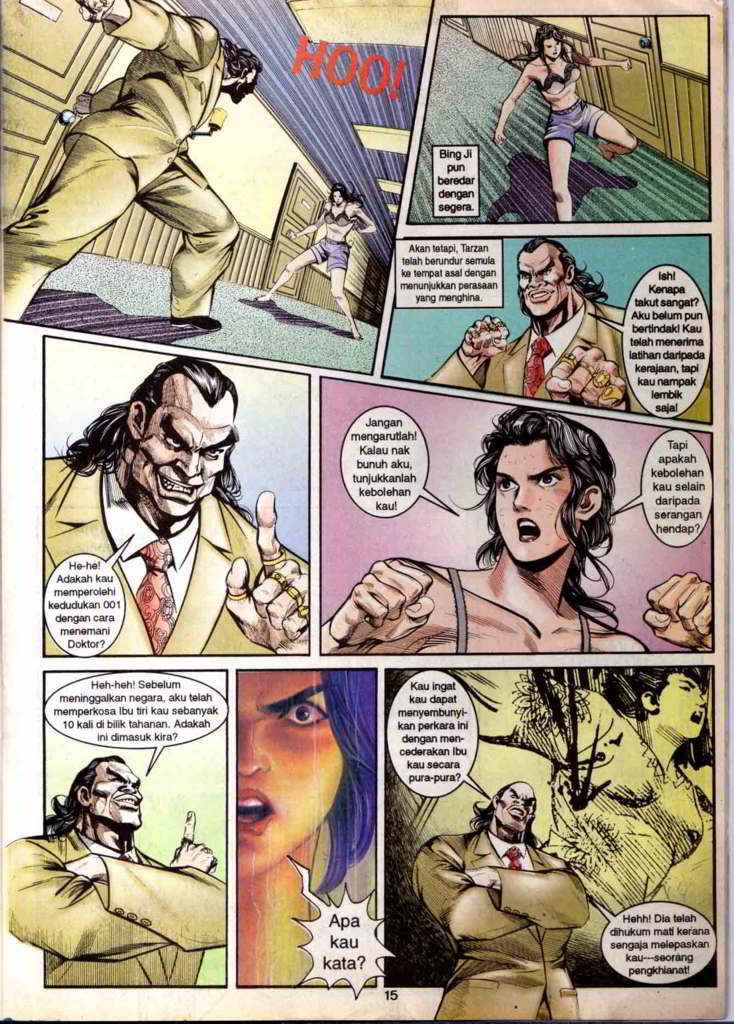 HOO!
Bing Ji
pun
beredar
dengan
segera.
Akan tetapi, Tarzan
telah berundur semula
ke tempat asal dengan
menunjukkan perasaan
yang menghina.
Ish!
Kenapa
takut sangat?
Aku belum pun
bertindak! Kau
telah menerima
latihan daripada
kerajaan, tapi
kau nampak
lembik
saja!
He-he!
Adakah kau
memperolehi
kedudukan 001
dengan cara
menemani
Doktor?
Jangan
mengarutlah!
Kalau nak
bunuh aku,
tunjukkanlah
kebolehan
kau!
Tapi
apakah
kebolehan
kau selain
daripada
serangan
hendap?
Heh-heh! Sebelum
meninggalkan negara, aku telah
memperkosa Ibu tiri kau sebanyak
10 kali di bilik tahanan. Adakah
ini dimasuk kira?
Apa
kau
kata?
Kau ingat
kau dapat
menyembunyi-
kan perkara ini
dengan men-
cederakan Ibu
kau secara
pura-pura?
Hehh! Dia telah
dihukum mati kerana
sengaja melepaskan
kau---seorang
pengkhianat!
15